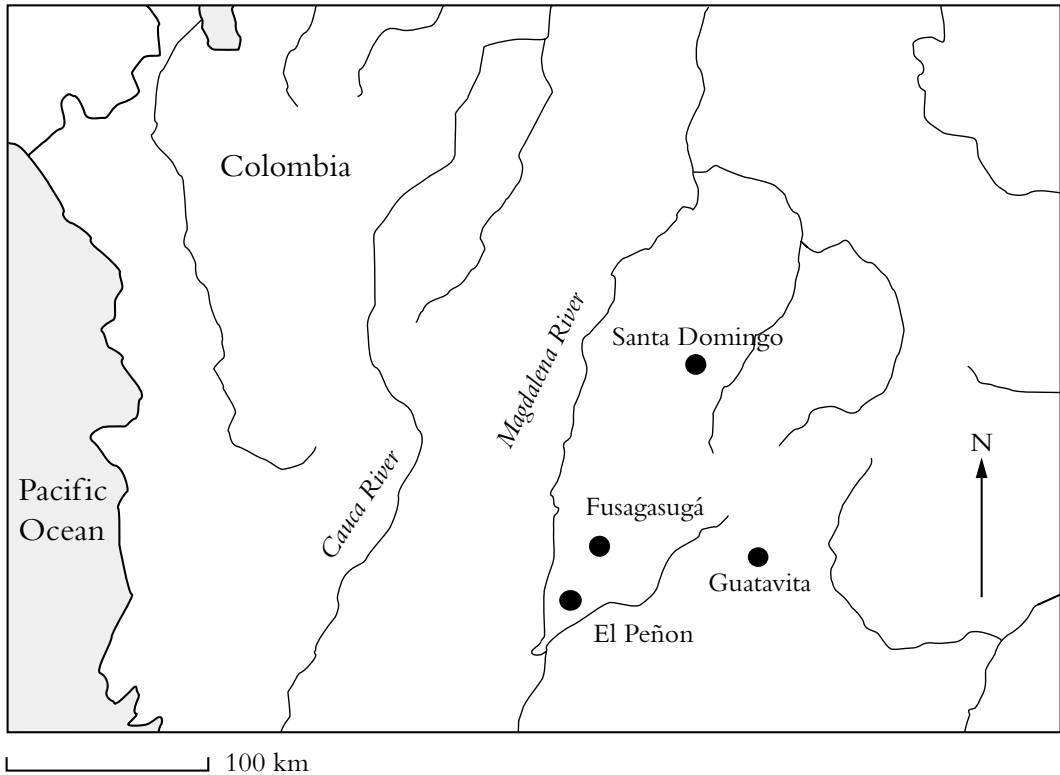 Colombia
Santa Domingo
Magdalena River
N
Cauca River
Pacific
Ocean
Fusagasugá
Guatavita
El Peñon
100 km